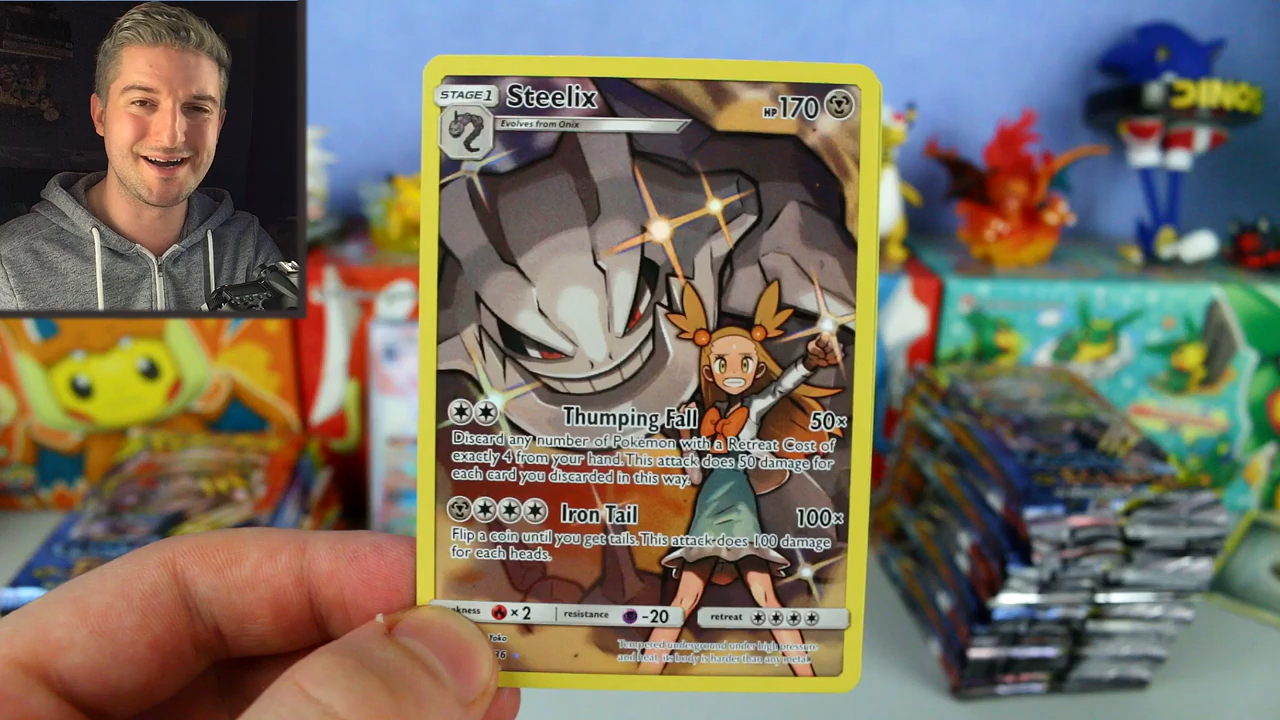 STAGE 1 Steelix HP 170
Evolves from Onix
DINO
Thumping Fall 50×
Discard any number of Pokémon with a Retreat Cost of
exactly 4 from your hand. This attack does 50 damage for
each card you discarded in this way.
Iron Tail 100×
Flip a coin until you get tails. This attack does 100 damage
for each heads.
× 2 resistance -20 retreat
Yoko
Tempered underground under high pressure
and heat, its body is harder than any metal.